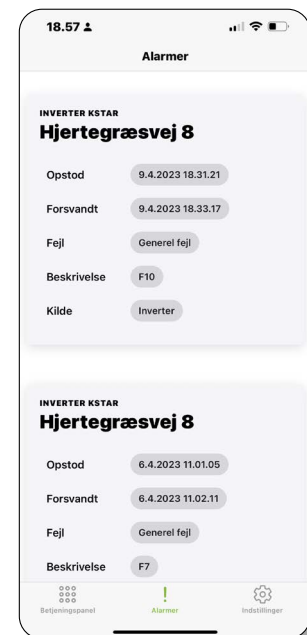 18.57
Alarmer
INVERTER KSTAR
Hjertegræsvej 8
Opstod 9.4.2023 18.31.21
Forsvandt 9.4.2023 18.33.17
Fejl Generel fejl
Beskrivelse F10
Kilde Inverter
INVERTER KSTAR
Hjertegræsvej 8
Opstod 6.4.2023 11.01.05
Forsvandt 6.4.2023 11.02.11
Fejl Generel fejl
Beskrivelse F7
Betjeningspanel Alarmer Indstillinger